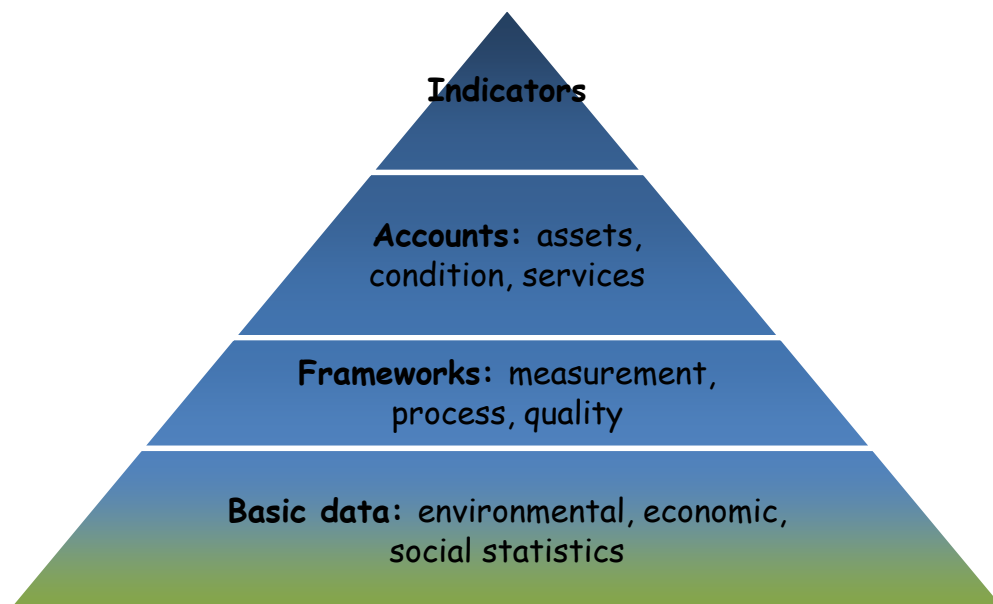 Indicators
Accounts: assets,
condition, services
Frameworks: measurement,
process, quality
Basic data: environmental, economic,
social statistics